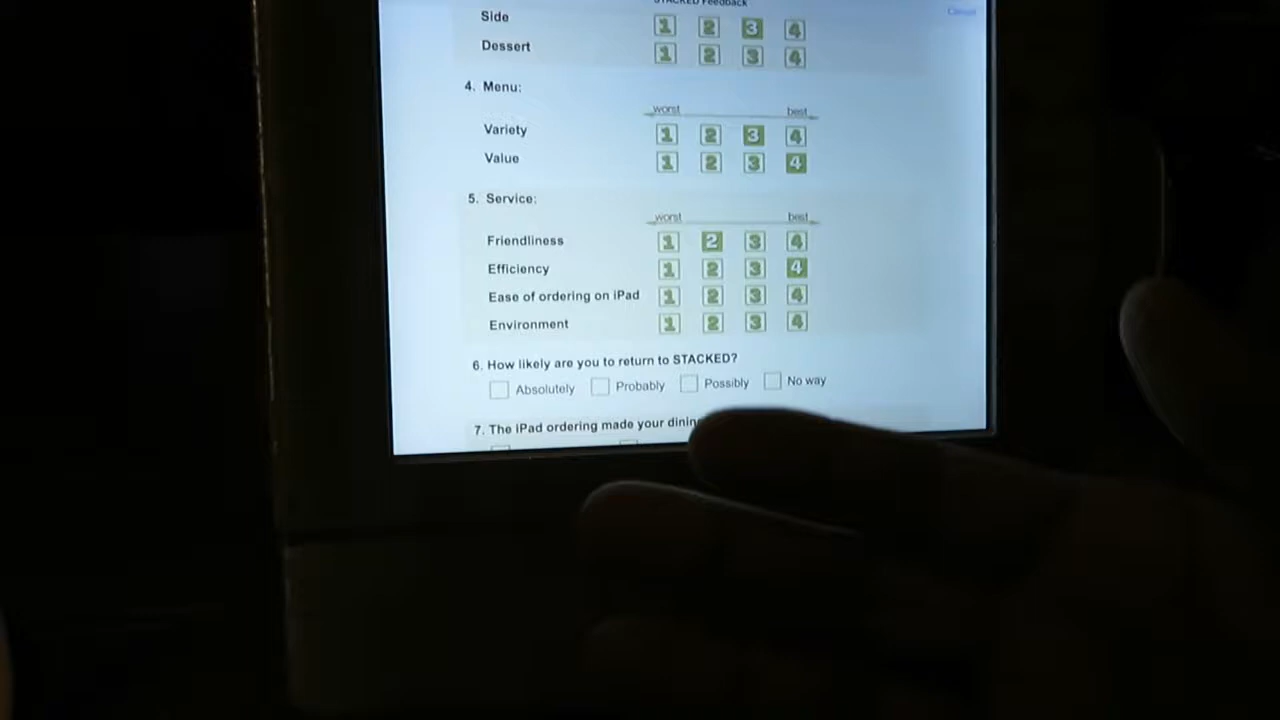 STACKED Feedback
Cancel
Side 1 2 3 4
Dessert 1 2 3 4
4. Menu:
worst best
Variety 1 2 3 4
Value 1 2 3 4
5. Service:
worst best
Friendliness 1 2 3 4
Efficiency 1 2 3 4
Ease of ordering on iPad 1 2 3 4
Environment 1 2 3 4
6. How likely are you to return to STACKED?
Absolutely Probably Possibly No way
7. The iPad ordering made your dining